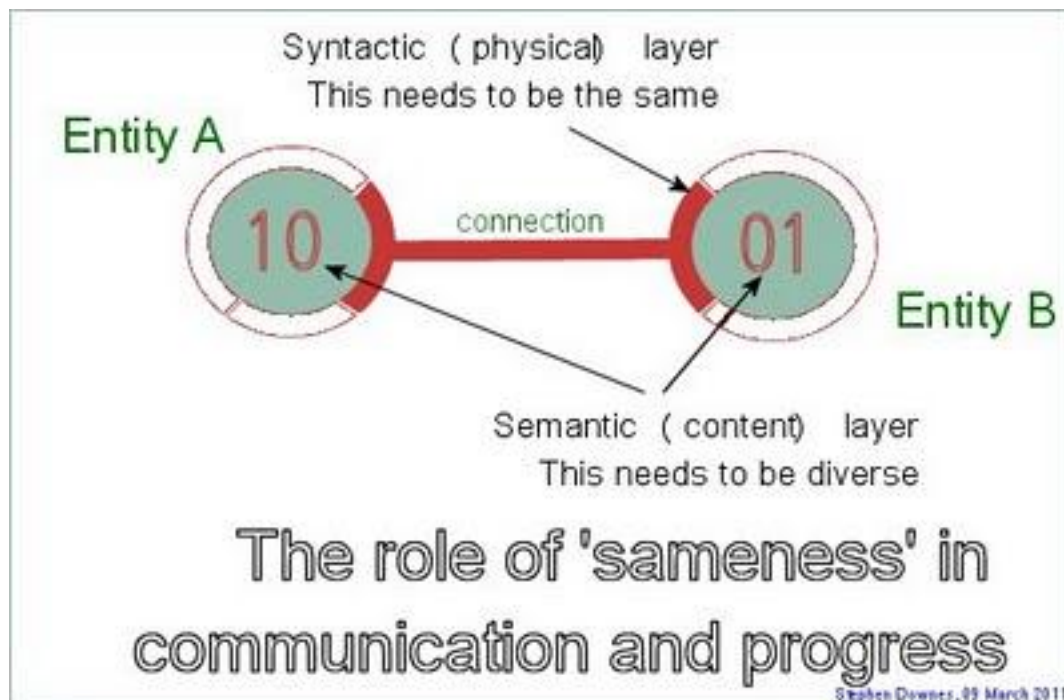 Syntactic (physical) layer
This needs to be the same
Entity A
connection
10
01
Entity B
Semantic (content) layer
This needs to be diverse
The role of 'sameness' in
communication and progress
Stephen Downes, 09 March